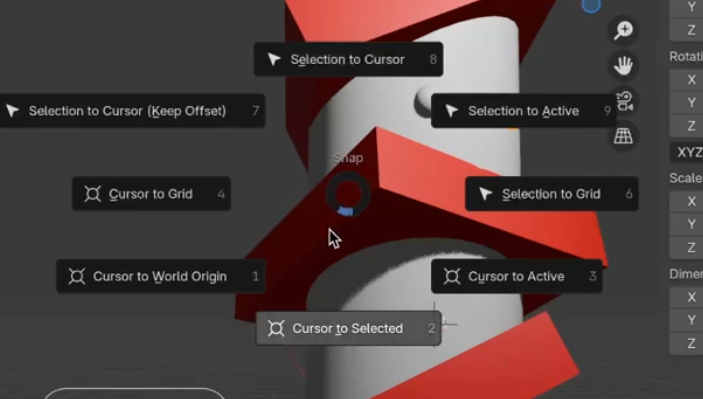 Y
Z
Selection to Cursor 8
Rotati
X
Selection to Cursor (Keep Offset) 7
Selection to Active 9
Y
Z
Snap
XYZ
Scale
Cursor to Grid 4
Selection to Grid 6
X
Y
Z
Cursor to World Origin 1
Cursor to Active 3
Dimer
X
Cursor to Selected 2
Y
Z